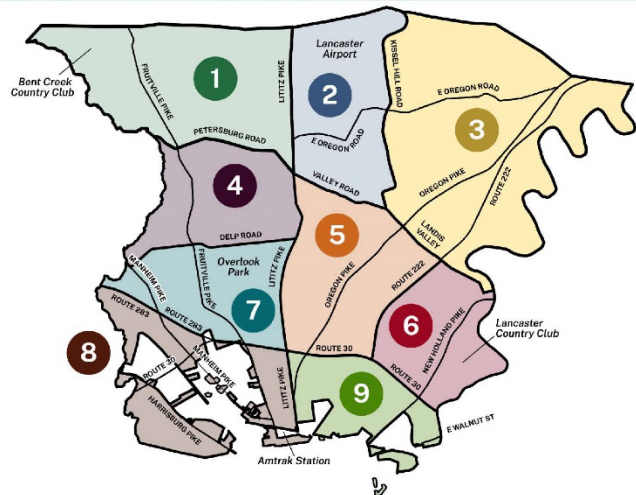 Bent Creek
Country Club
FRUITVILLE PIKE
1
LITITZ PIKE
Lancaster
Airport
2
KISSEL HILL ROAD
E OREGON ROAD
3
PETERSBURG ROAD
E OREGON ROAD
OREGON PIKE
ROUTE 222
VALLEY ROAD
4
DELP ROAD
5
LANDIS
VALLEY
MANHEIM PIKE
FRUITVILLE PIKE
Overlook
Park
LITITZ PIKE
7
OREGON PIKE
ROUTE 222
ROUTE 283
ROUTE 283
6
NEW HOLLAND PIKE
Lancaster
Country Club
8
ROUTE 30
MANHEIM PIKE
ROUTE 30
ROUTE 30
HARRISBURG PIKE
LITITZ PIKE
9
E WALNUT ST
Amtrak Station